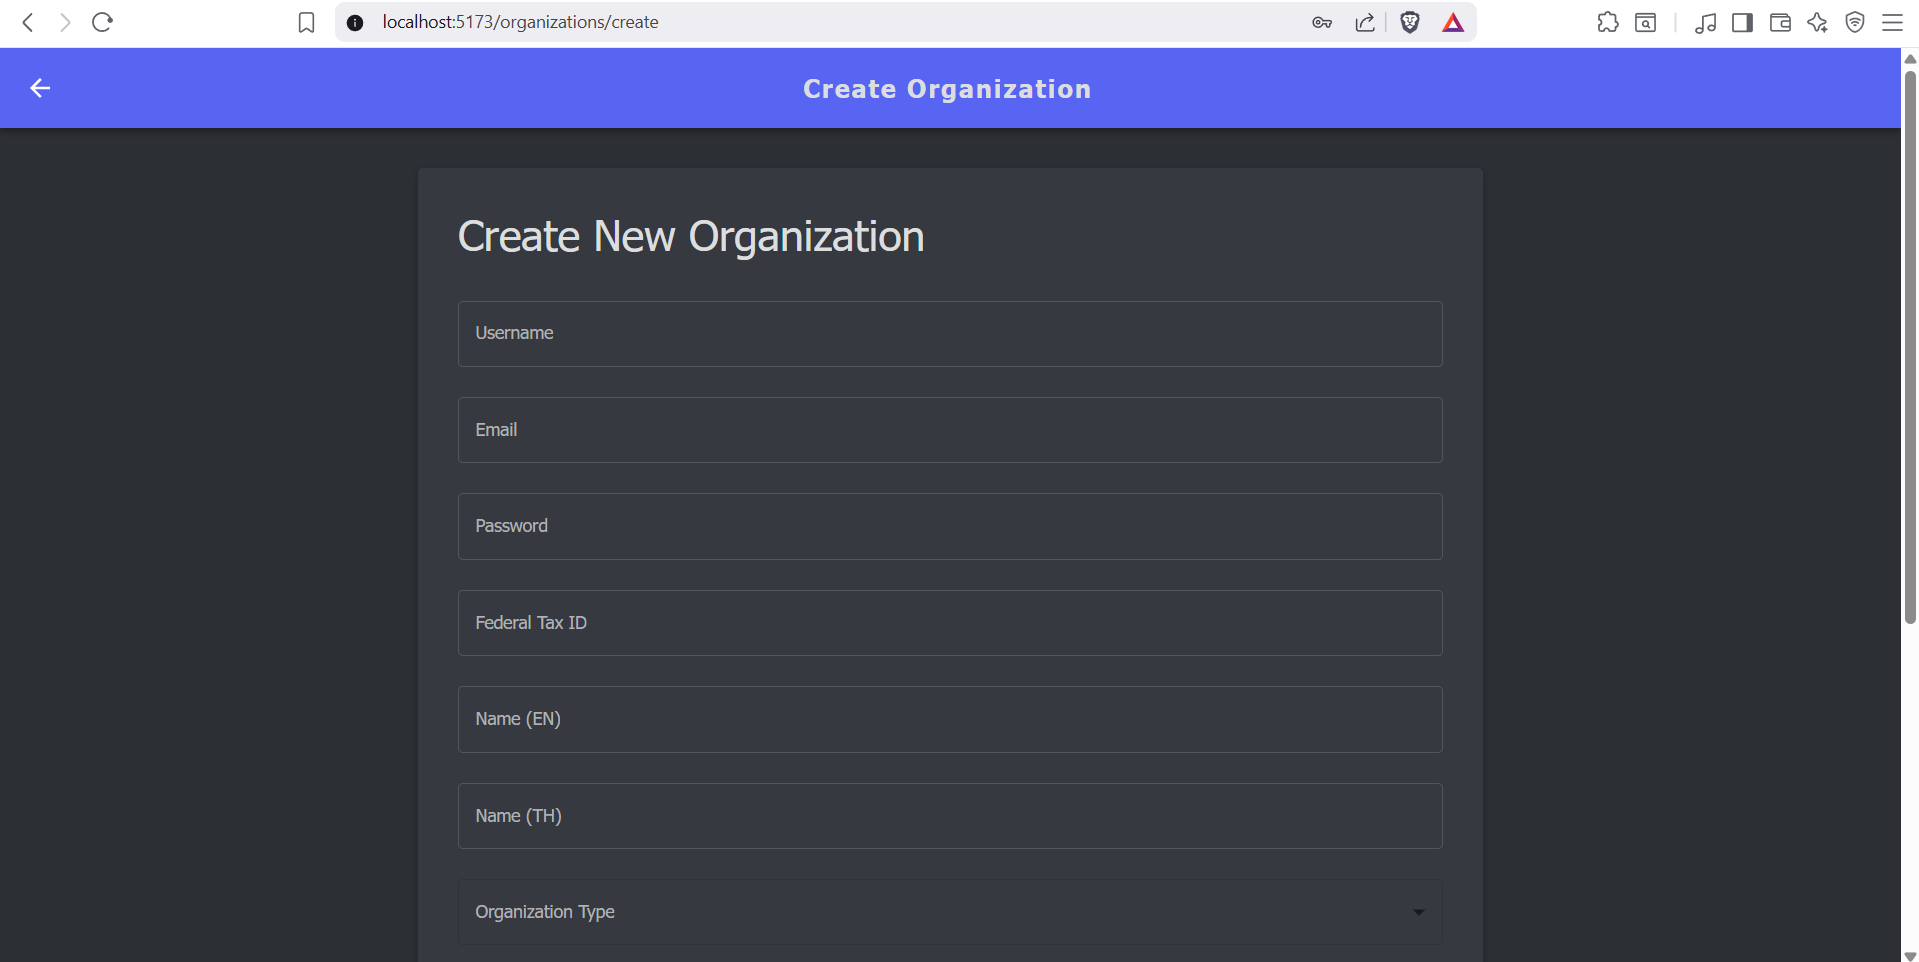 localhost:5173/organizations/create
Create Organization
Create New Organization
Username
Email
Password
Federal Tax ID
Name (EN)
Name (TH)
Organization Type